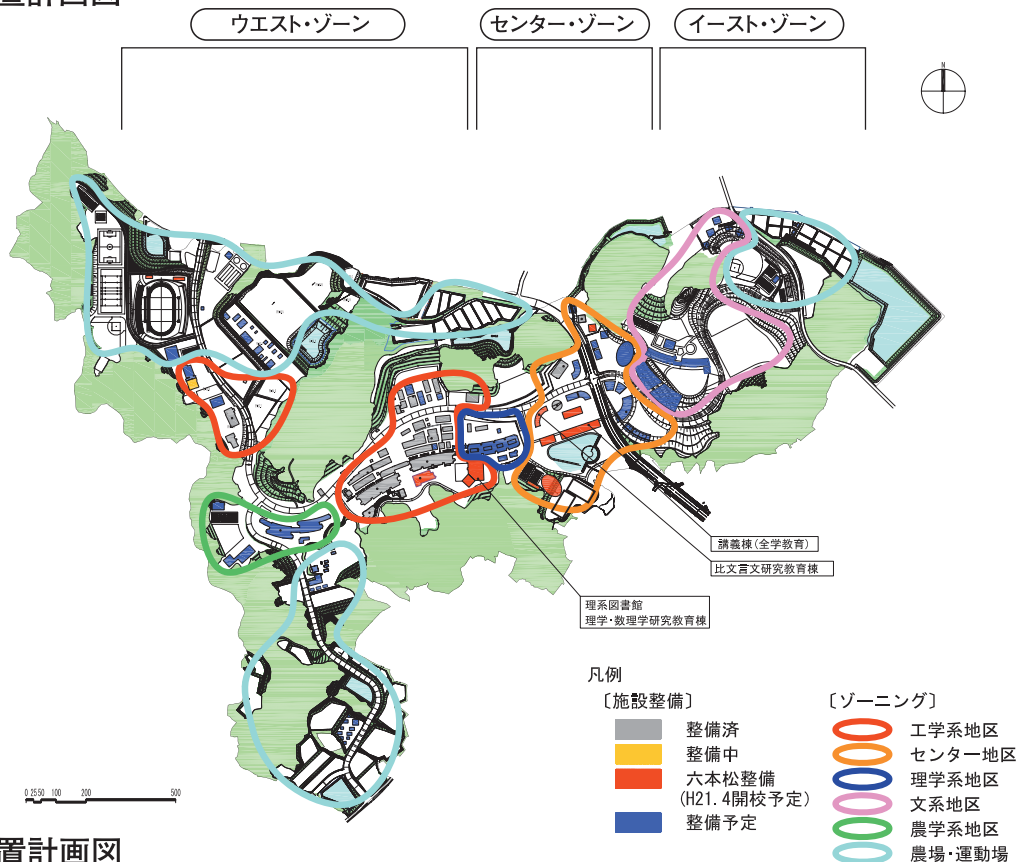 置計画図
ウエスト・ゾーン
センター・ゾーン
イースト・ゾーン
N
講義棟(全学教育)
比文言文研究教育棟
理系図書館
理学・数理学研究教育棟
凡例
〔施設整備〕
整備済
整備中
六本松整備
(H21.4開校予定)
整備予定
〔ゾーニング〕
工学系地区
センター地区
理学系地区
文系地区
農学系地区
農場・運動場
0 25 50 100 200 500
置計画図